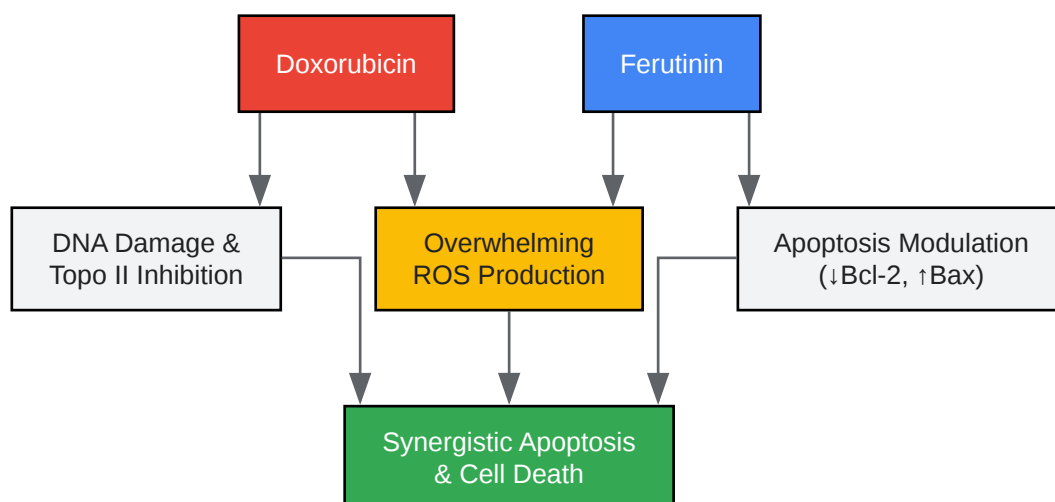 Doxorubicin
Ferutinin
DNA Damage &
Topo II Inhibition
Overwhelming
ROS Production
Apoptosis Modulation
(↓Bcl-2, ↑Bax)
Synergistic Apoptosis
& Cell Death